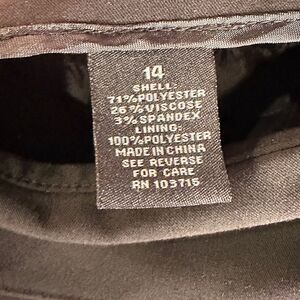 14
SHELL:
71%POLYESTER
26%VISCOSE
3%SPANDEX
LINING:
100%POLYESTER
MADE IN CHINA
SEE REVERSE
FOR CARE
RN 103715